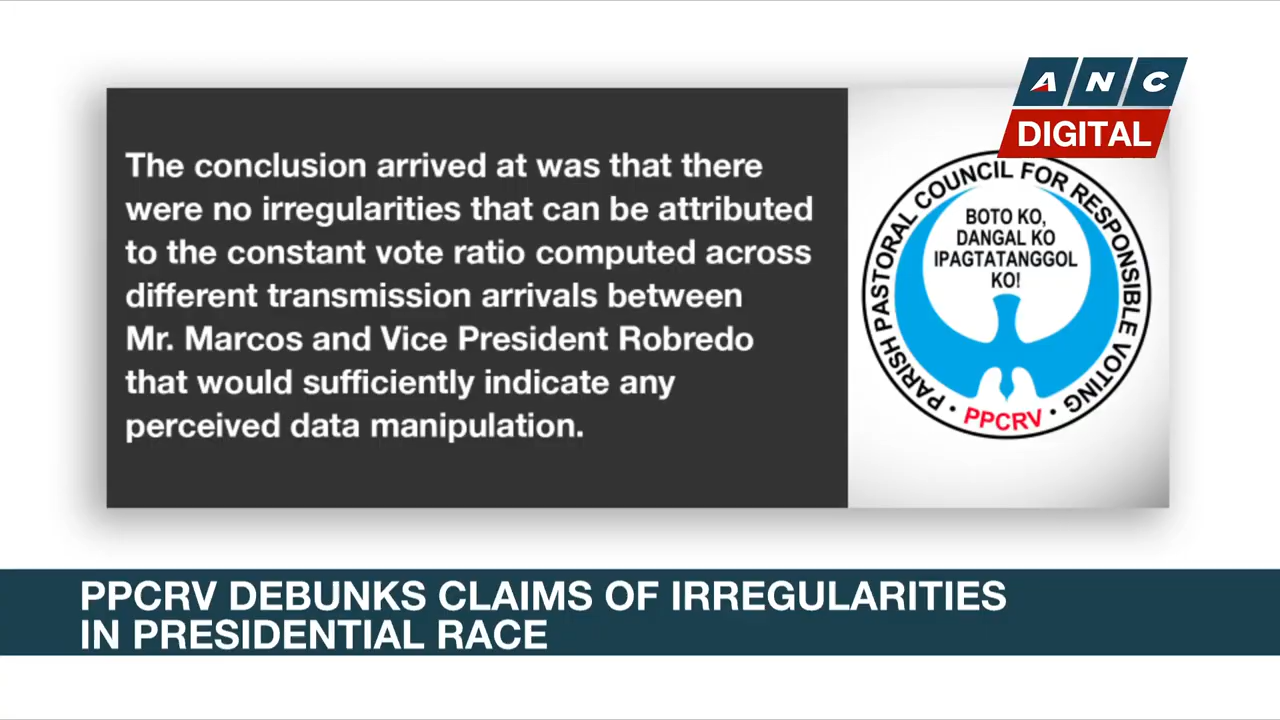 ANC
DIGITAL
The conclusion arrived at was that there
were no irregularities that can be attributed
to the constant vote ratio computed across
different transmission arrivals between
Mr. Marcos and Vice President Robredo
that would sufficiently indicate any
perceived data manipulation.
PARISH PASTORAL COUNCIL FOR RESPONSIBLE VOTING
BOTO KO,
DANGAL KO
IPAGTATANGGOL
KO!
• PPCRV •
PPCRV DEBUNKS CLAIMS OF IRREGULARITIES
IN PRESIDENTIAL RACE